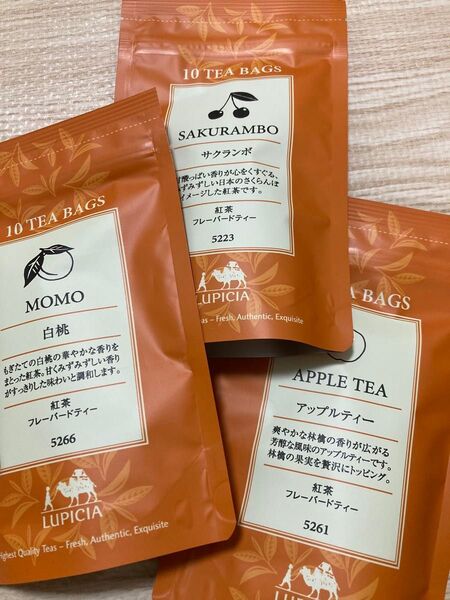 10 TEA BAGS
SAKURAMBO
サクランボ
甘酸っぱい香りが心をくすぐる、
みずみずしい日本のさくらんぼ
イメージした紅茶です。
紅茶
フレーバードティー
5223
LUPICIA
Teas – Fresh, Authentic, Exquisite
10 TEA BAGS
MOMO
白桃
もぎたての白桃の華やかな香りを
まとった紅茶。甘くみずみずしい香り
がすっきりした味わいと調和します。
紅茶
フレーバードティー
5266
LUPICIA
Highest Quality Teas – Fresh, Authentic, Exquisite
BAGS
APPLE TEA
アップルティー
爽やかな林檎の香りが広がる
芳醇な風味のアップルティーです。
林檎の果実を贅沢にトッピング。
紅茶
フレーバードティー
5261
LUPICIA